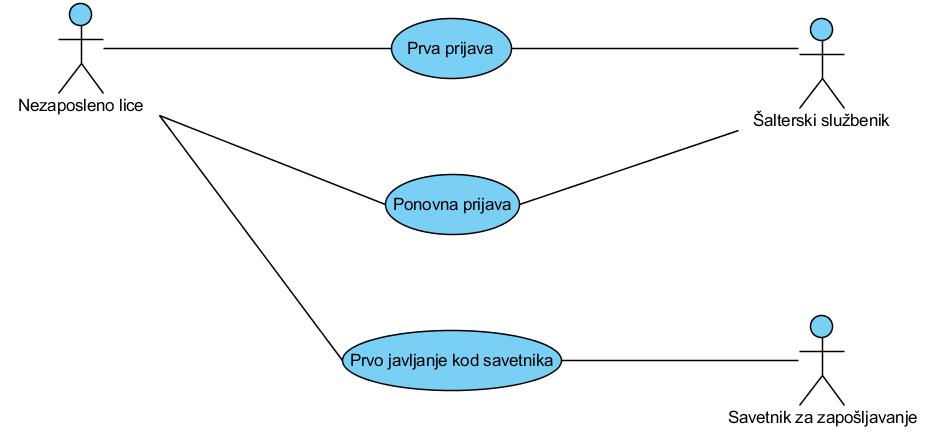 Prva prijava
Nezaposleno lice
Šalterski službenik
Ponovna prijava
Prvo javljanje kod savetnika
Savetnik za zapošljavanje